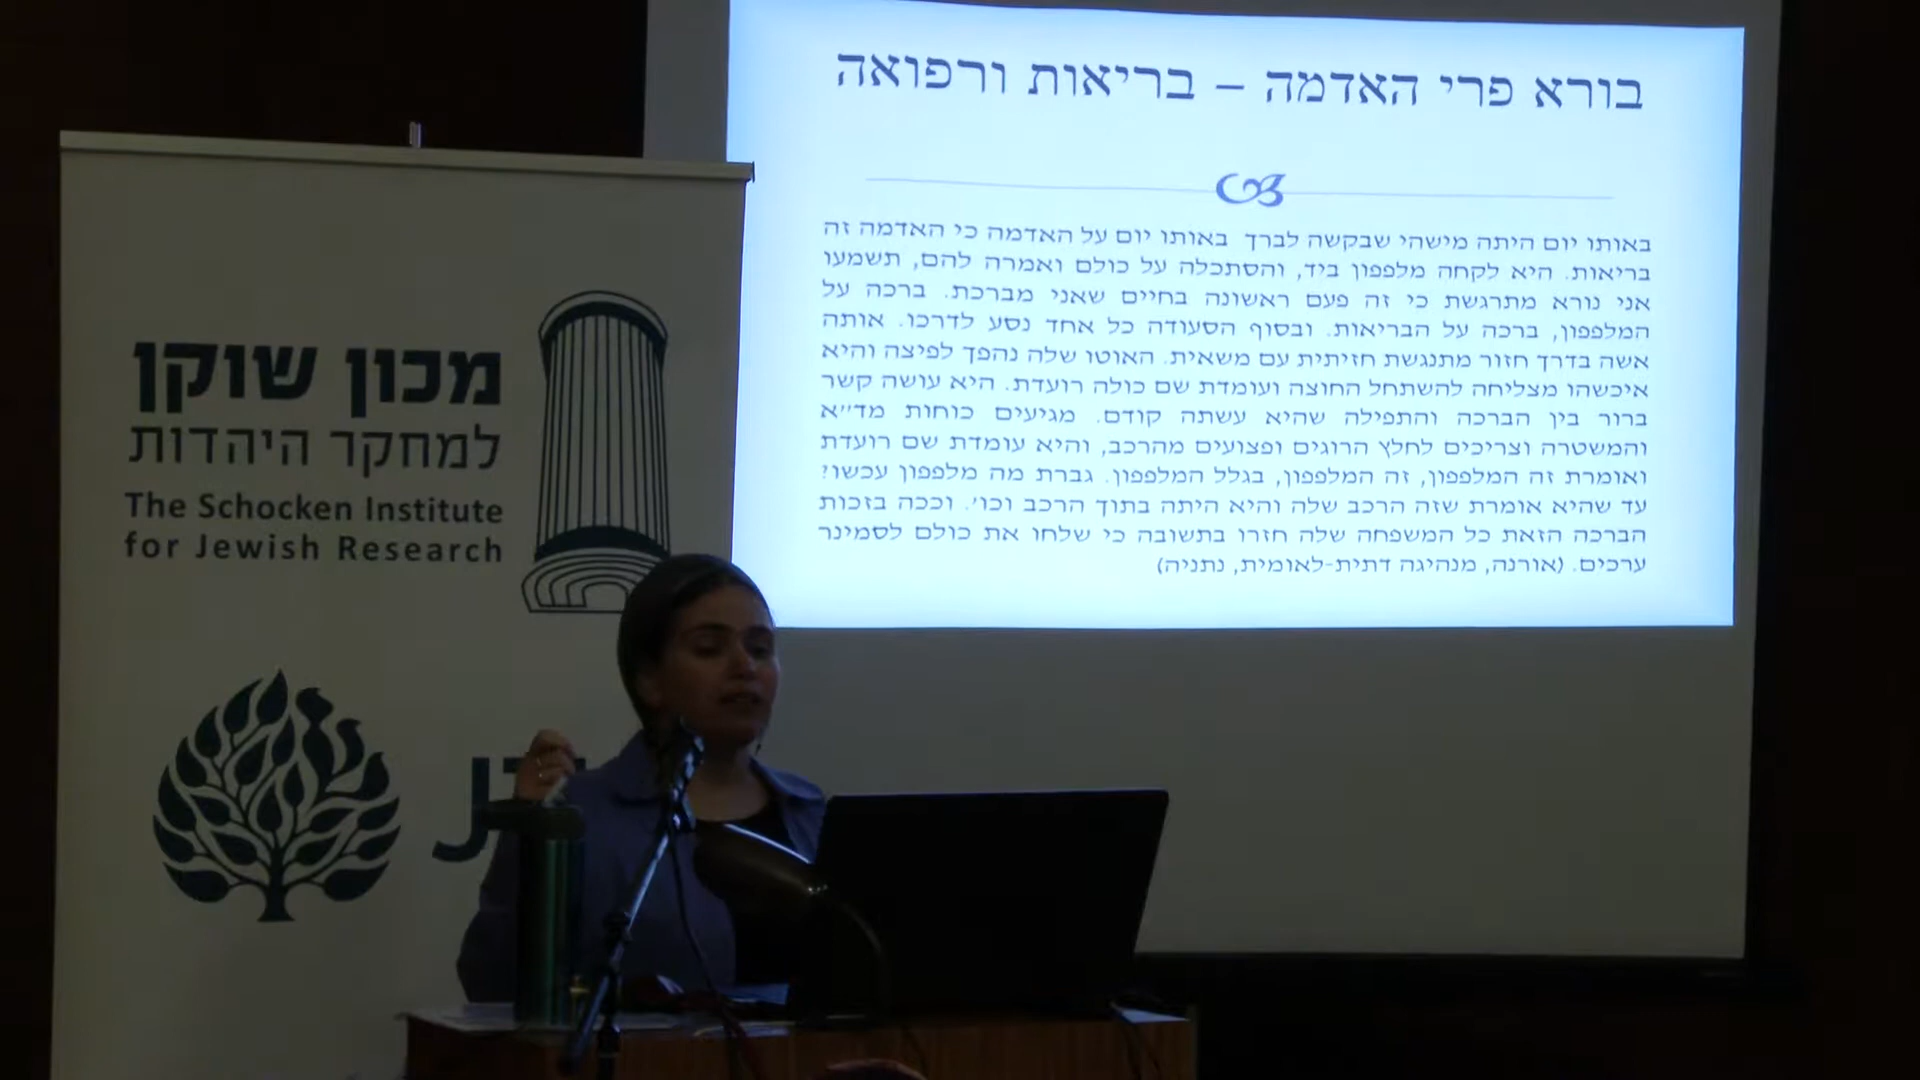 בורא פרי האדמה – בריאות ורפואה
באותו יום היתה מישהי שבקשה לברך באותו יום על האדמה כי האדמה זה
בריאות. היא לקחה מלפפון ביד, והסתכלה על כולם ואמרה להם, תשמעו
אני נורא מתרגשת כי זה פעם ראשונה בחיים שאני מברכת. ברכה על
המלפפון, ברכה על הבריאות. ובסוף הסעודה כל אחד נסע לדרכו. אותה
אשה בדרך חזור מתנגשת חזיתית עם משאית. האוטו שלה נהפך לפיצה והיא
איכשהו מצליחה להשתחל החוצה ועומדת שם כולה רועדת. היא עושה קשר
ברור בין הברכה והתפילה שהיא עשתה קודם. מגיעים כוחות מד"א
והמשטרה וצריכים לחלץ הרוגים ופצועים מהרכב, והיא עומדת שם רועדת
ואומרת זה המלפפון, זה המלפפון, בגלל המלפפון. גברת מה מלפפון עכשו?
עד שהיא אומרת שזה הרכב שלה והיא היתה בתוך הרכב וכו'. וככה בזכות
הברכה הזאת כל המשפחה שלה חזרו בתשובה כי שלחו את כולם לסמינר
ערכים. (אורנה, מנהיגה דתית-לאומית, נתניה)
מכון שוקן
למחקר היהדות
The Schocken Institute
for Jewish Research